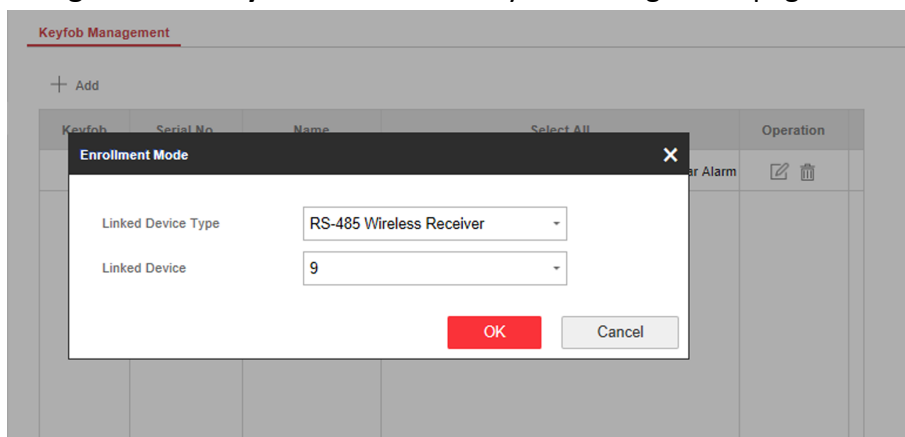 Keyfob Management
+ Add
Keyfob Serial No Name Select All Operation
Enrollment Mode
ar Alarm
Linked Device Type RS-485 Wireless Receiver
Linked Device 9
OK Cancel